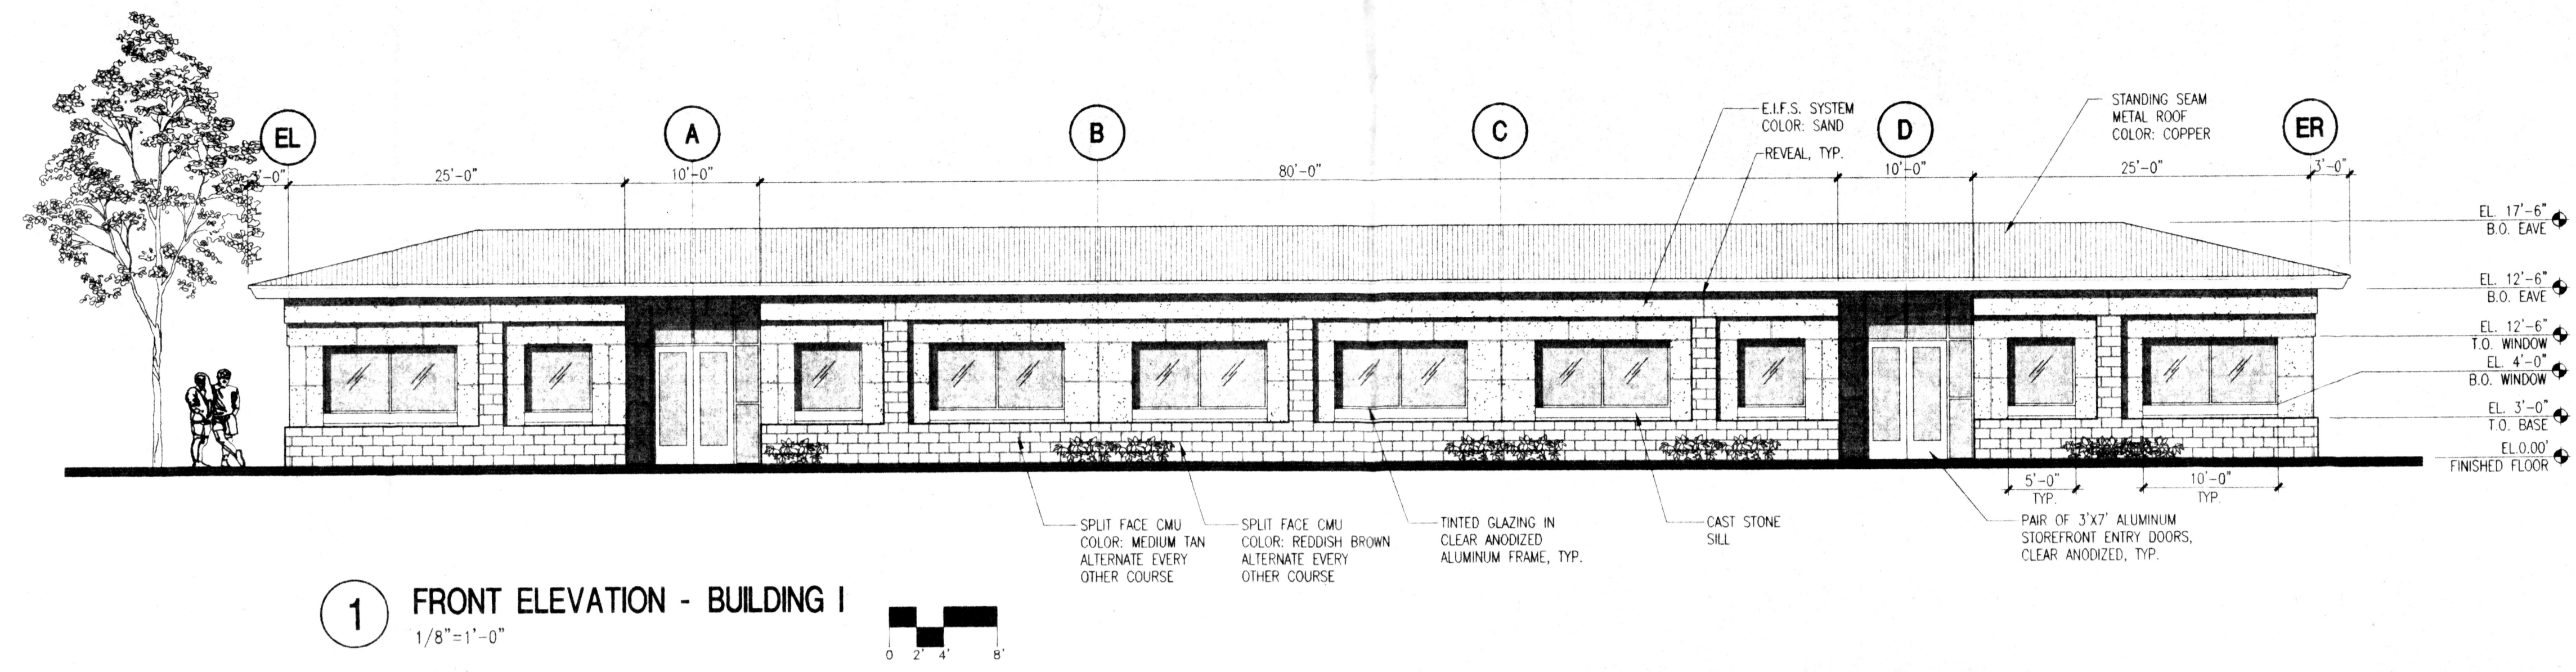 EL
A
B
C
D
ER
E.I.F.S. SYSTEM
COLOR: SAND
REVEAL, TYP.
STANDING SEAM
METAL ROOF
COLOR: COPPER
25'-0"
10'-0"
80'-0"
10'-0"
25'-0"
3'-0"
EL. 17'-6"
B.O. EAVE
EL. 12'-6"
B.O. EAVE
EL. 12'-6"
T.O. WINDOW
EL. 4'-0"
B.O. WINDOW
EL. 3'-0"
T.O. BASE
EL.0.00'
FINISHED FLOOR
5'-0"
TYP.
10'-0"
TYP.
SPLIT FACE CMU
COLOR: MEDIUM TAN
ALTERNATE EVERY
OTHER COURSE
SPLIT FACE CMU
COLOR: REDDISH BROWN
ALTERNATE EVERY
OTHER COURSE
TINTED GLAZING IN
CLEAR ANODIZED
ALUMINUM FRAME, TYP.
CAST STONE
SILL
PAIR OF 3'X7' ALUMINUM
STOREFRONT ENTRY DOORS,
CLEAR ANODIZED, TYP.
1
FRONT ELEVATION - BUILDING I
1/8"=1'-0"
0 2' 4' 8'